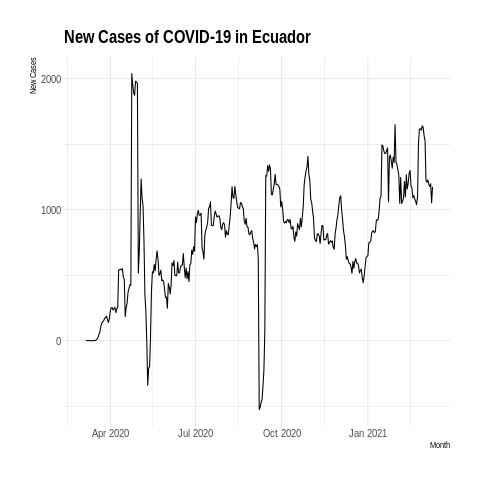 New Cases of COVID-19 in Ecuador
New Cases
2000
1000
0
Apr 2020
Jul 2020
Oct 2020
Jan 2021
Month